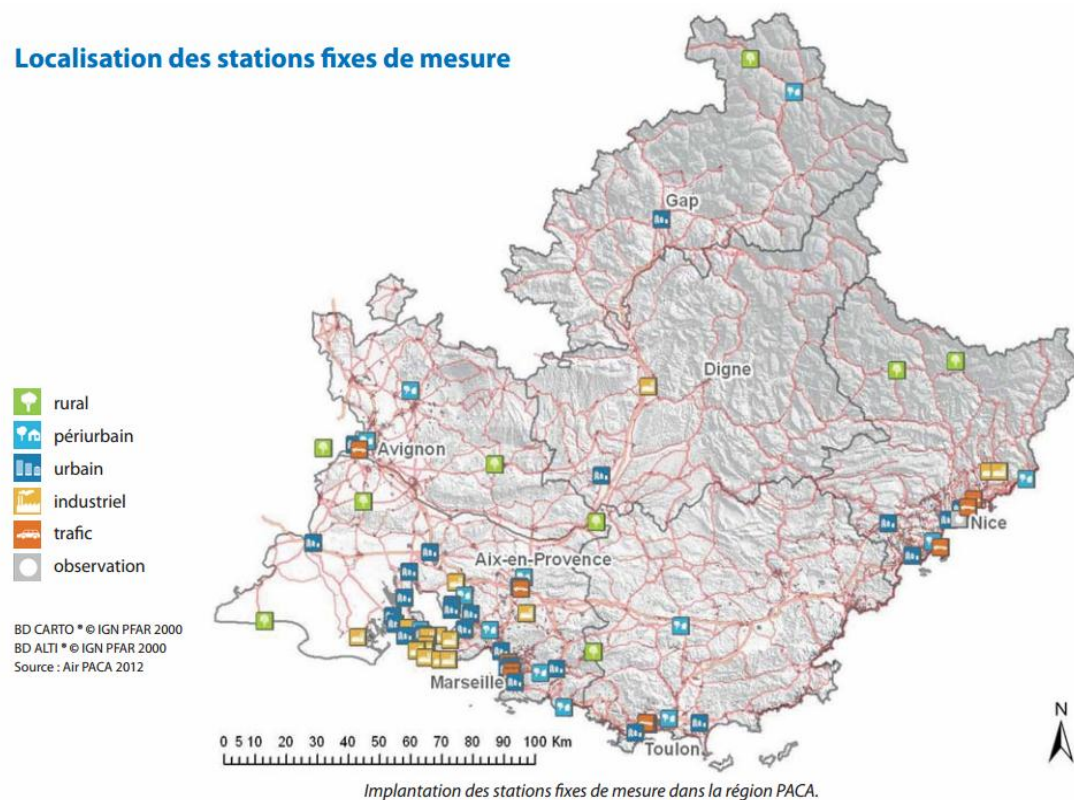 Localisation des stations fixes de mesure
Gap
Digne
rural
périurbain
urbain
industriel
trafic
observation
Avignon
Nice
Aix-en-Provence
BD CARTO ® © IGN PFAR 2000
BD ALTI ® © IGN PFAR 2000
Source : Air PACA 2012
Marseille
Toulon
N
0 5 10 20 30 40 50 60 70 80 90 100 Km
Implantation des stations fixes de mesure dans la région PACA.